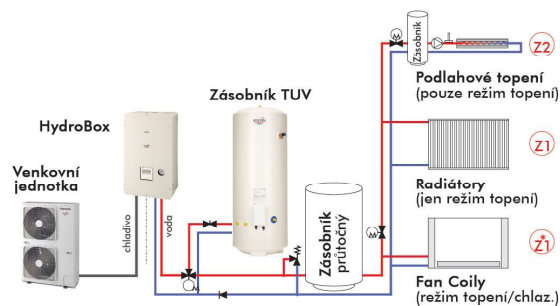 Zásobník
Z2
Podlahové topení
(pouze režim topení)
Zásobník TUV
HydroBox
Z1
Venkovní
jednotka
Radiátory
(jen režim topení)
chladivo
voda
Zásobník
průtočný
M
M
M
Z1*
Fan Coily
(režim topení/chlaz.)